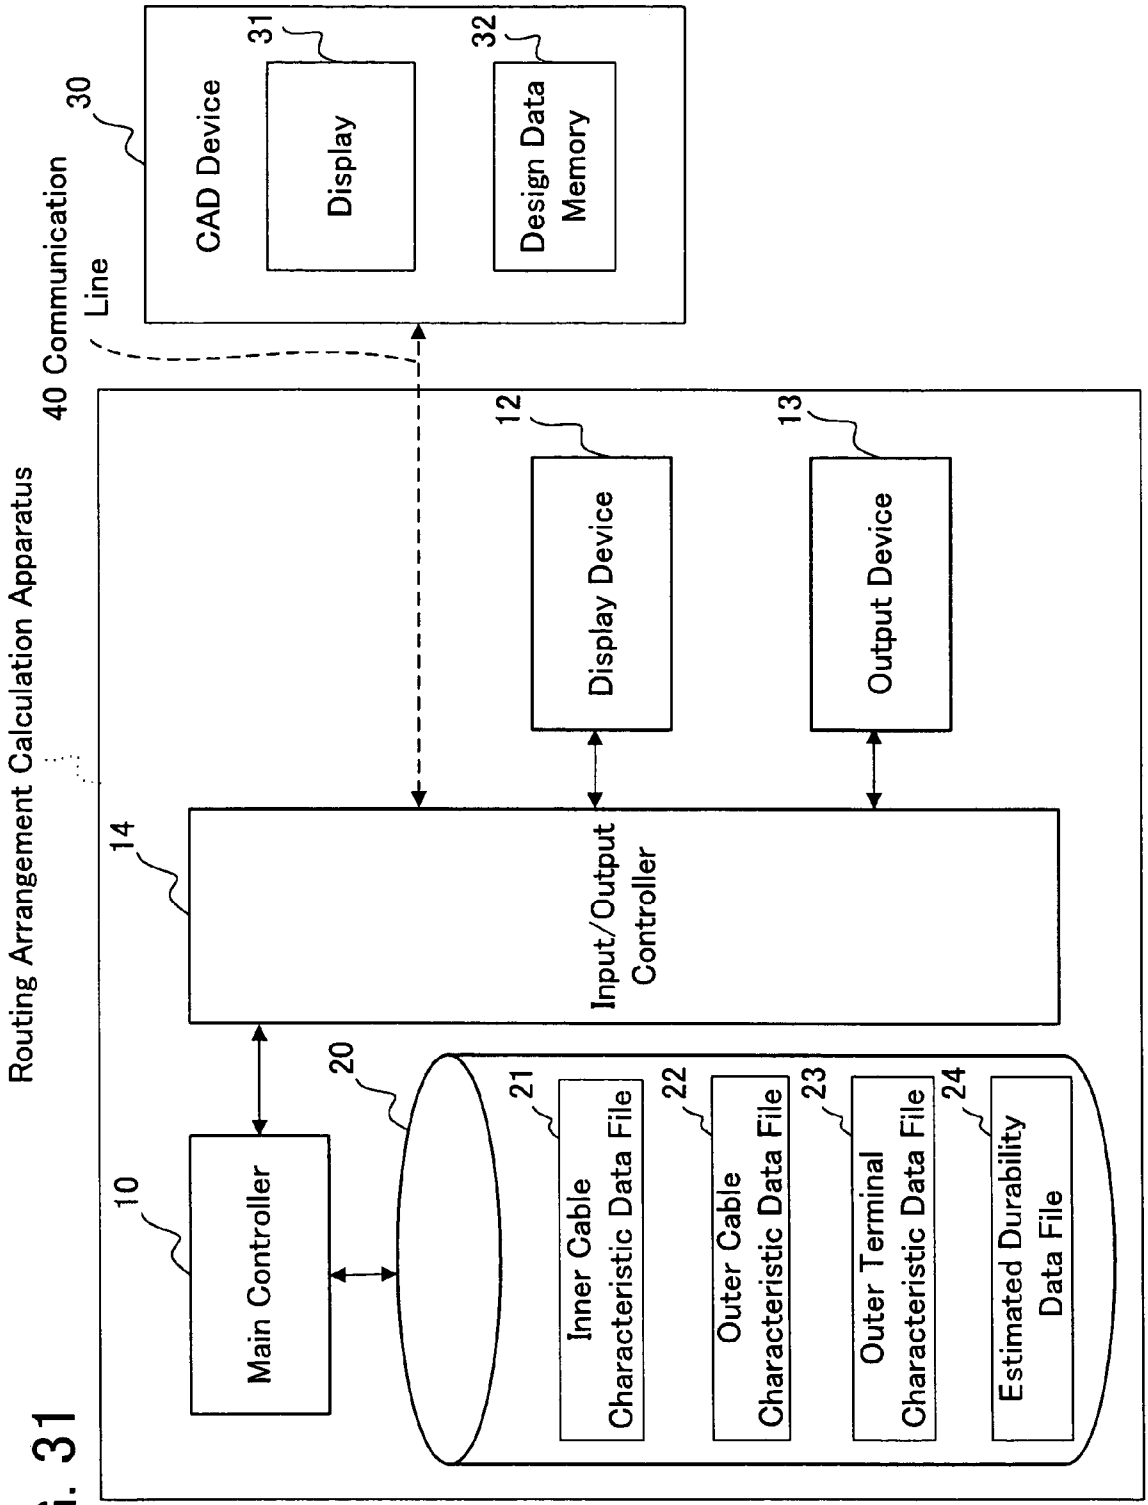 i. 31
Routing Arrangement Calculation Apparatus
40 Communication
Line
30
CAD Device
31
Display
32
Design Data
Memory
10
Main Controller
14
Input/Output
Controller
12
Display Device
13
Output Device
20
21
Inner Cable
Characteristic Data File
22
Outer Cable
Characteristic Data File
23
Outer Terminal
Characteristic Data File
24
Estimated Durability
Data File